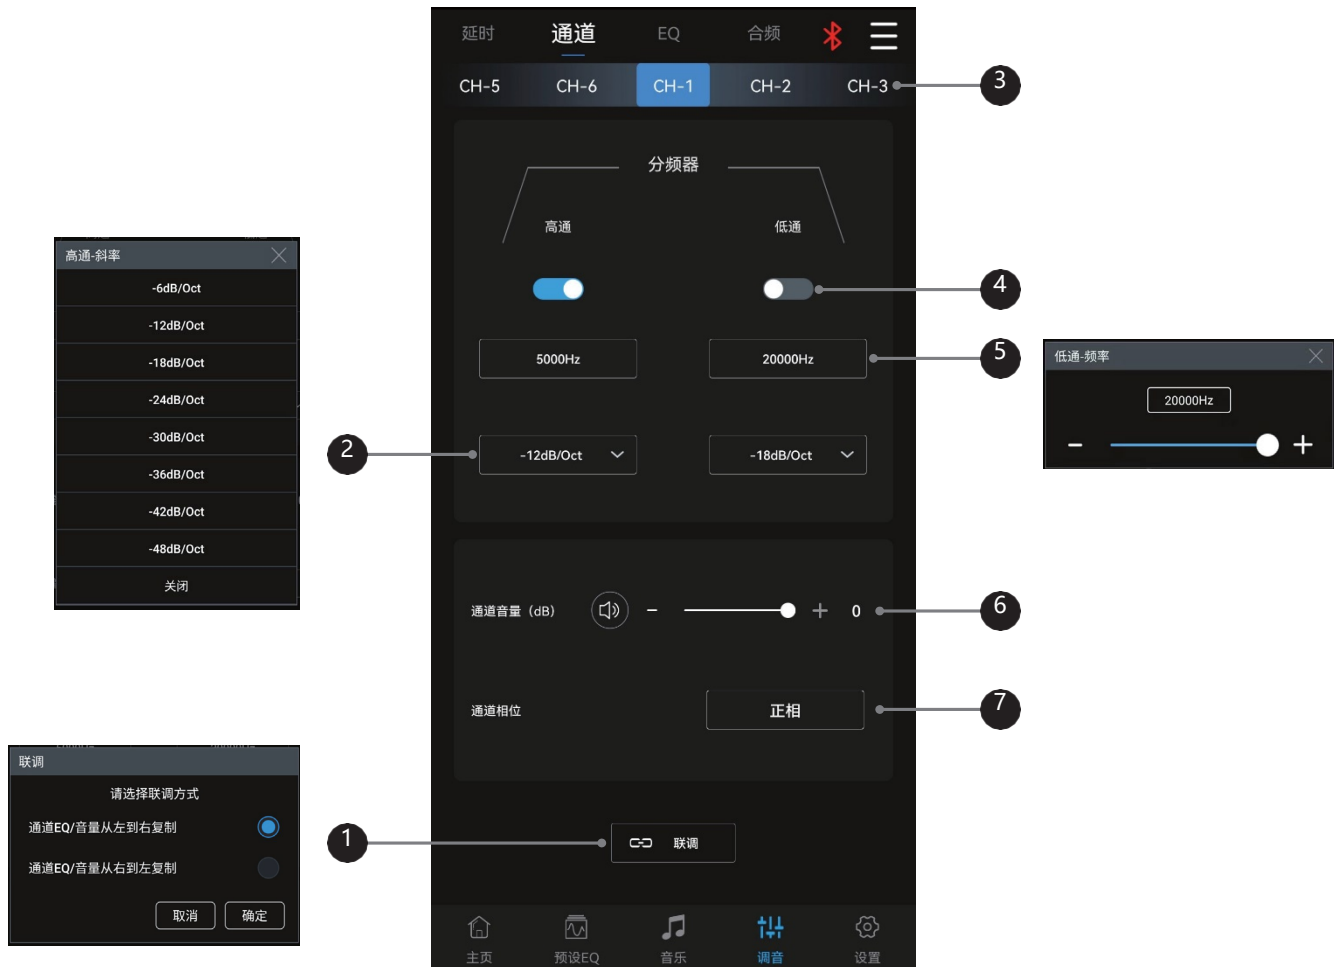 延时 通道 EQ 合频
CH-5 CH-6 CH-1 CH-2 CH-3
3
分频器
高通 低通
4
5000Hz 20000Hz
5
-12dB/Oct -18dB/Oct
2
通道音量（dB） - + 0
6
通道相位 正相
7
联调
1
主页 预设EQ 音乐 调音 设置
高通-斜率
-6dB/Oct
-12dB/Oct
-18dB/Oct
-24dB/Oct
-30dB/Oct
-36dB/Oct
-42dB/Oct
-48dB/Oct
关闭
低通-频率
20000Hz
- +
联调
请选择联调方式
通道EQ/音量从左到右复制
通道EQ/音量从右到左复制
取消 确定